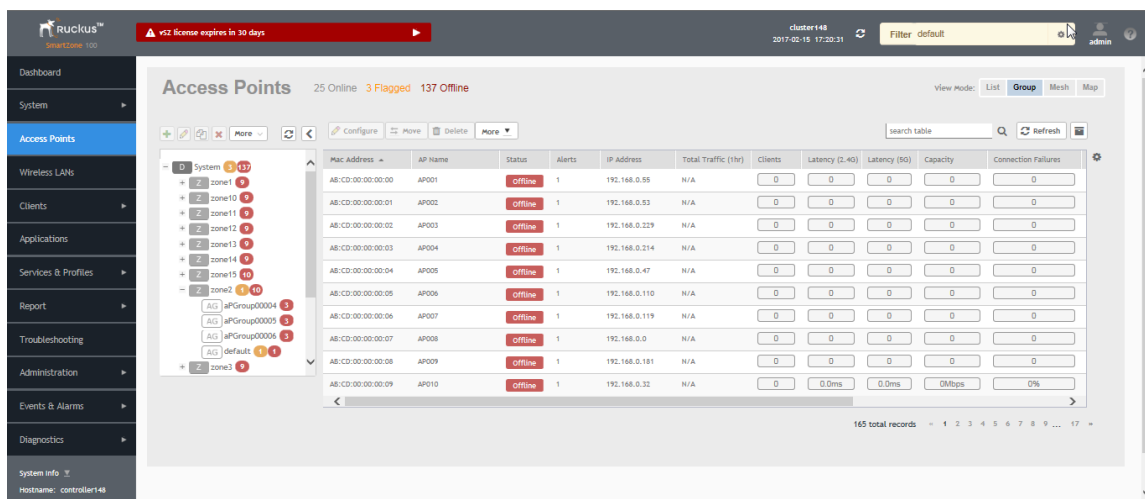 Ruckus™
SmartZone 100
vSZ license expires in 30 days
cluster148
2017-02-15 17:20:31
Filter default
admin
Dashboard
System
Access Points
Wireless LANs
Clients
Applications
Services & Profiles
Report
Troubleshooting
Administration
Events & Alarms
Diagnostics
System Info
Hostname: controller148
Access Points 25 Online 3 Flagged 137 Offline
View Mode: List Group Mesh Map
More
Configure Move Delete More
search table Refresh
D System 3 137
Z zone1 9
Z zone10 9
Z zone11 9
Z zone12 9
Z zone13 9
Z zone14 9
Z zone15 10
Z zone2 1 10
AG aPGroup00004 3
AG aPGroup00005 3
AG aPGroup00006 3
AG default 1 1
Z zone3 9
Mac Address AP Name Status Alerts IP Address Total Traffic (1hr) Clients Latency (2.4G) Latency (5G) Capacity Connection Failures
AB:CD:00:00:00:00 AP001 Offline 1 192.168.0.55 N/A 0 0 0 0 0
AB:CD:00:00:00:01 AP002 Offline 1 192.168.0.53 N/A 0 0 0 0 0
AB:CD:00:00:00:02 AP003 Offline 1 192.168.0.229 N/A 0 0 0 0 0
AB:CD:00:00:00:03 AP004 Offline 1 192.168.0.214 N/A 0 0 0 0 0
AB:CD:00:00:00:04 AP005 Offline 1 192.168.0.47 N/A 0 0 0 0 0
AB:CD:00:00:00:05 AP006 Offline 1 192.168.0.110 N/A 0 0 0 0 0
AB:CD:00:00:00:06 AP007 Offline 1 192.168.0.119 N/A 0 0 0 0 0
AB:CD:00:00:00:07 AP008 Offline 1 192.168.0.0 N/A 0 0 0 0 0
AB:CD:00:00:00:08 AP009 Offline 1 192.168.0.181 N/A 0 0 0 0 0
AB:CD:00:00:00:09 AP010 Offline 1 192.168.0.32 N/A 0 0.0ms 0.0ms 0Mbps 0%
165 total records « 1 2 3 4 5 6 7 8 9 ... 17 »